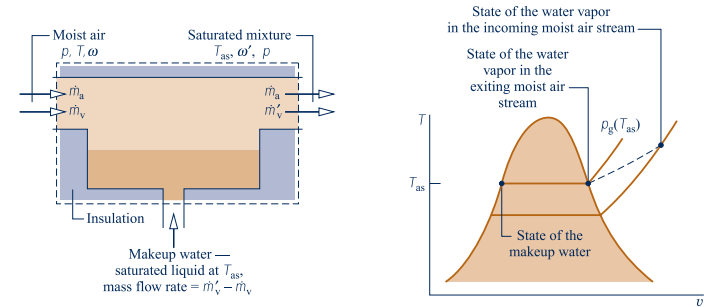 Moist air
p, T, ω
Saturated mixture
Tas, ω′, p
ṁa
ṁv
ṁa
ṁ′v
Insulation
Makeup water —
saturated liquid at Tas,
mass flow rate = ṁ′v – ṁv
State of the water vapor
in the incoming moist air stream
State of the water
vapor in the
exiting moist air
stream
T
pg(Tas)
Tas
State of the
makeup water
v